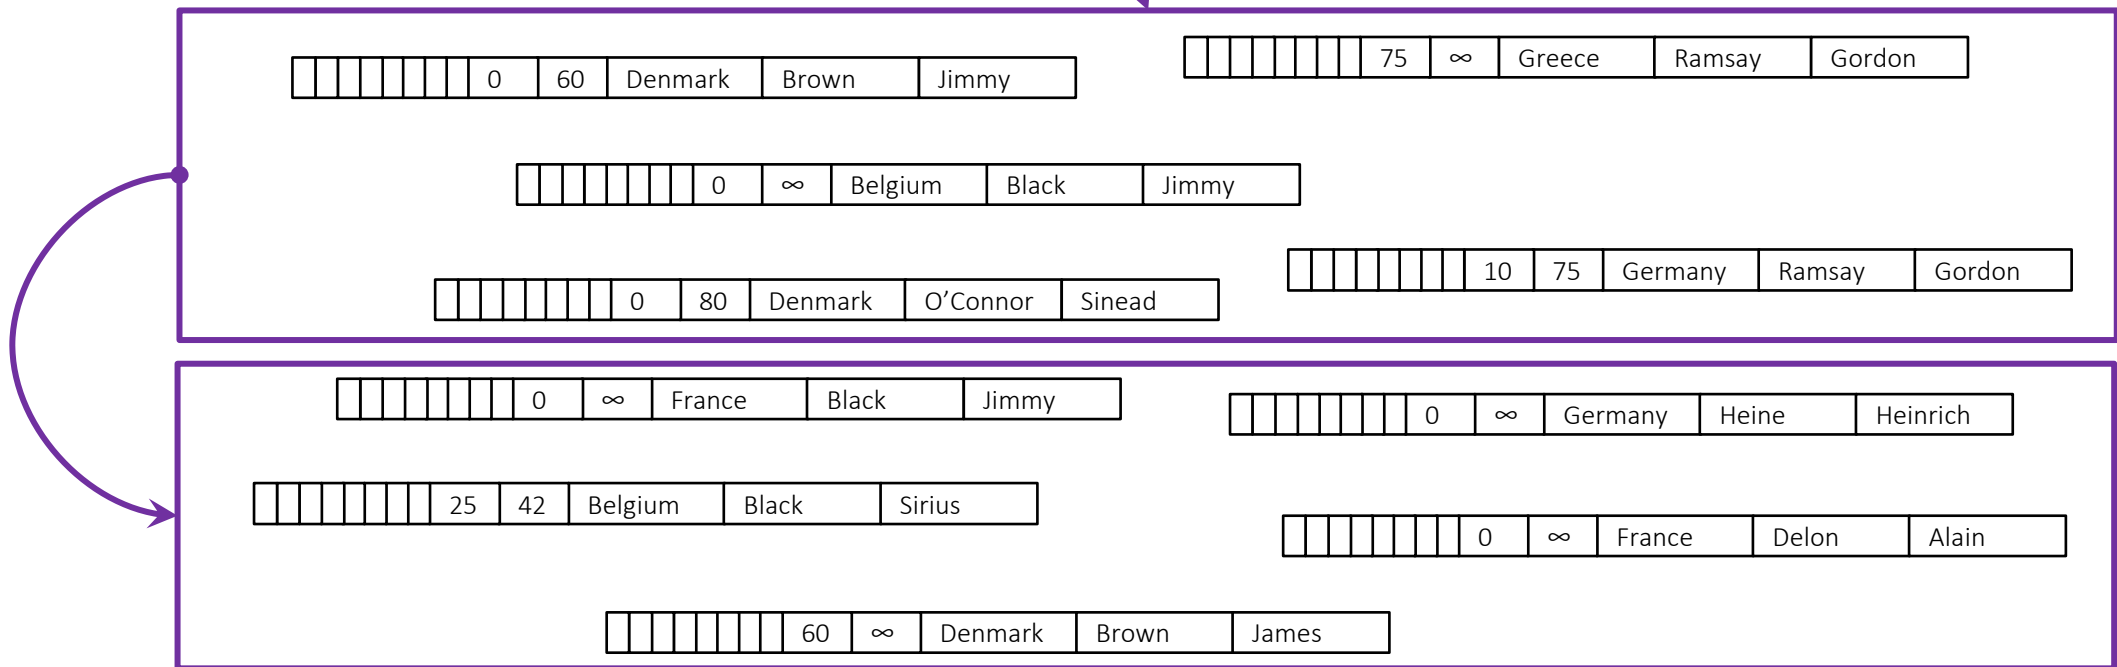 0 60 Denmark Brown Jimmy
75 ∞ Greece Ramsay Gordon
0 ∞ Belgium Black Jimmy
10 75 Germany Ramsay Gordon
0 80 Denmark O’Connor Sinead
0 ∞ France Black Jimmy
0 ∞ Germany Heine Heinrich
25 42 Belgium Black Sirius
0 ∞ France Delon Alain
60 ∞ Denmark Brown James